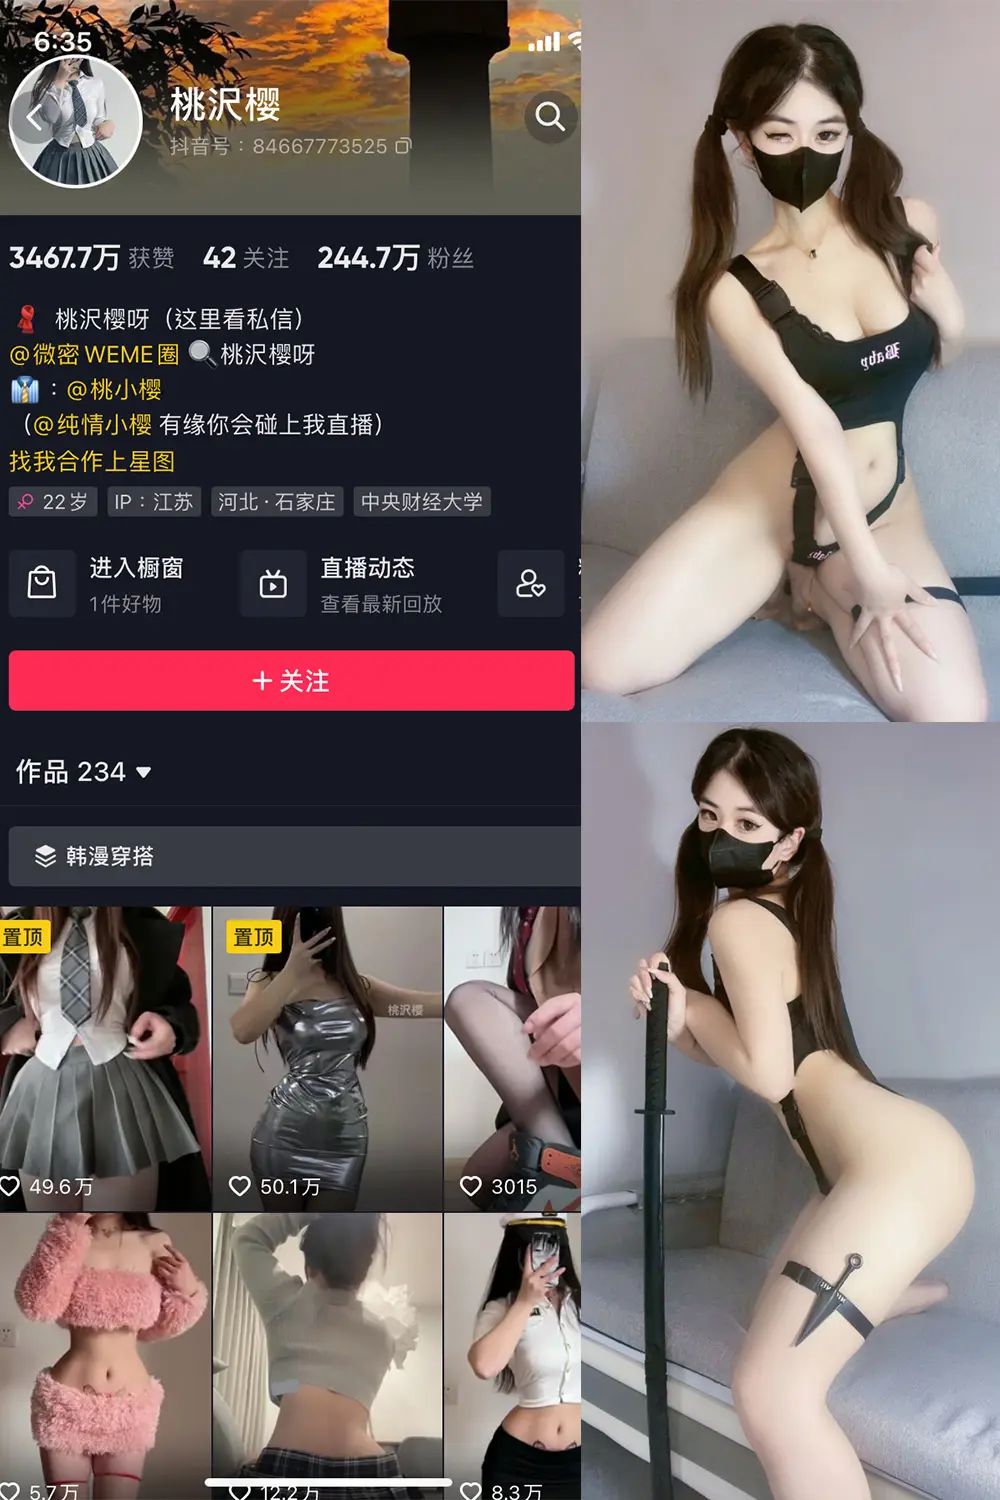 6:35
桃沢樱
抖音号：84667773525
3467.7万 获赞 42 关注 244.7万 粉丝
桃沢樱呀（这里看私信）
@微密WEME圈 桃沢樱呀
：@桃小樱
（@纯情小樱 有缘你会碰上我直播）
找我合作上星图
22岁 IP：江苏 河北·石家庄 中央财经大学
进入橱窗 直播动态
1件好物 查看最新回放
+关注
作品 234
韩漫穿搭
置顶 置顶
桃沢樱
49.6万 50.1万 3015
5.7万 12.2万 8.3万
Baby